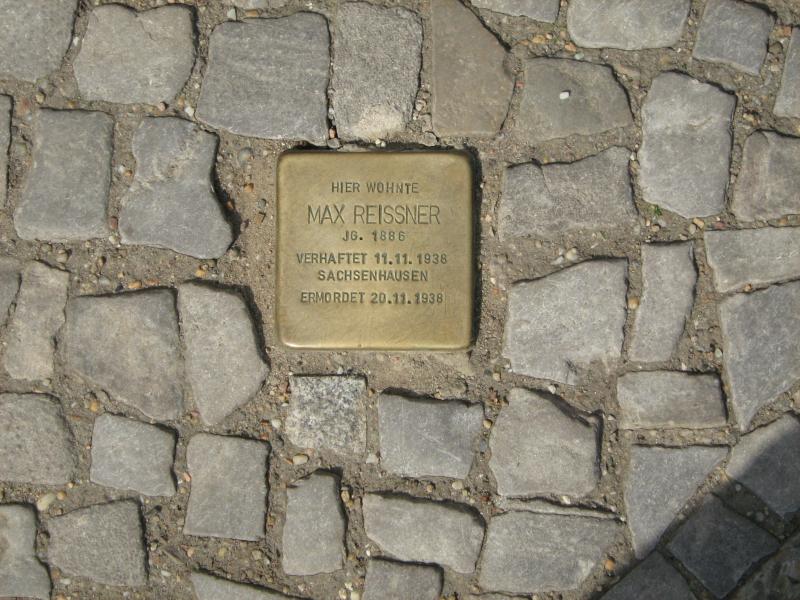 HIER WOHNTE
MAX REISSNER
JG. 1886
VERHAFTET 11.11.1938
SACHSENHAUSEN
ERMORDET 20.11.1938